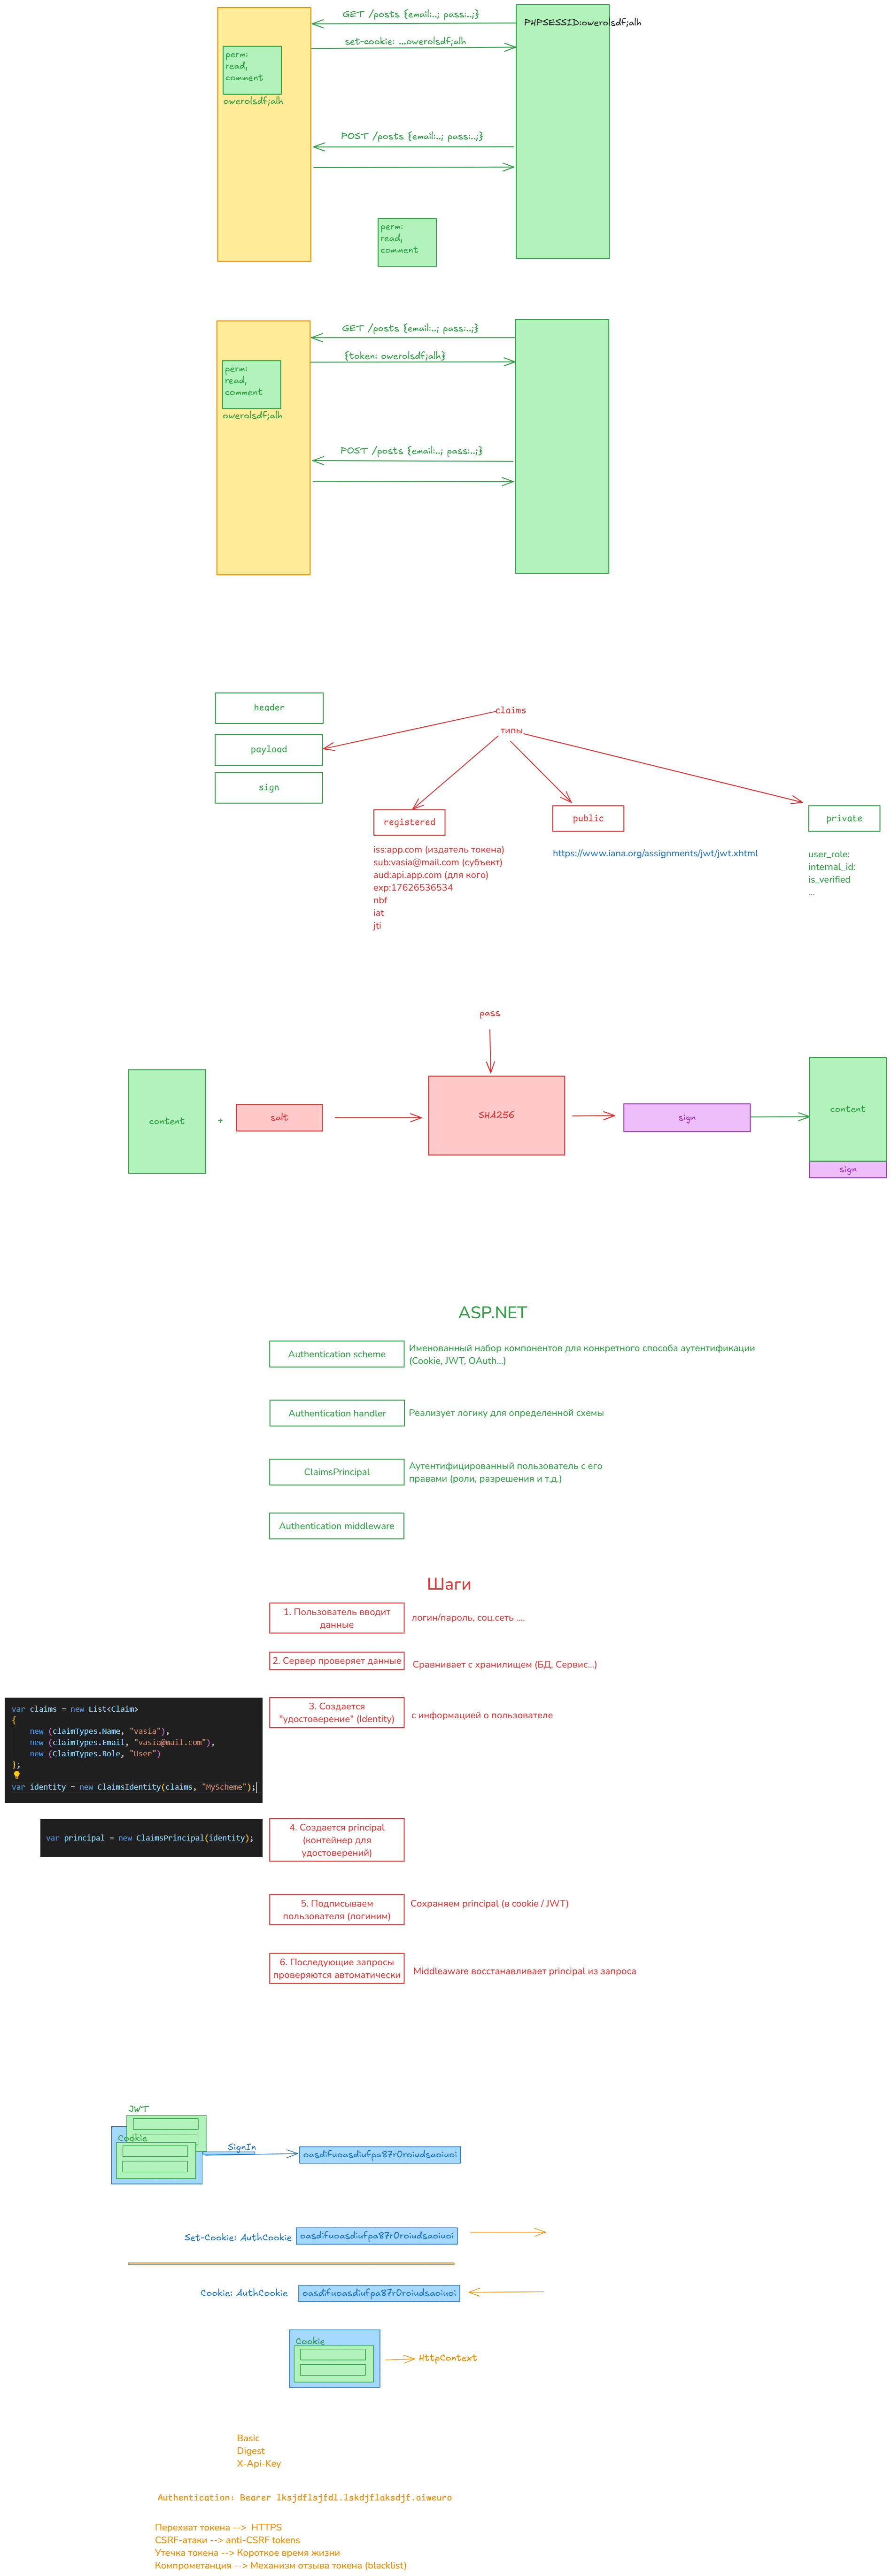 GET /posts {email:..; pass:..;}
PHPSESSID:owerolsdf;alh
set-cookie: ...owerolsdf;alh
perm:
read,
comment
owerolsdf;alh
POST /posts {email:..; pass:..;}
perm:
read,
comment
GET /posts {email:..; pass:..;}
{token: owerolsdf;alh}
perm:
read,
comment
owerolsdf;alh
POST /posts {email:..; pass:..;}
header
payload
sign
claims
типы
registered
public
private
iss:app.com (издатель токена)
sub:vasia@mail.com (субъект)
aud:api.app.com (для кого)
exp:17626536534
nbf
iat
jti
https://www.iana.org/assignments/jwt/jwt.xhtml
user_role:
internal_id:
is_verified
...
pass
content
+
salt
SHA256
sign
content
sign
ASP.NET
Authentication scheme
Именованный набор компонентов для конкретного способа аутентификации
(Cookie, JWT, OAuth...)
Authentication handler
Реализует логику для определенной схемы
ClaimsPrincipal
Аутентифицированный пользователь с его
правами (роли, разрешения и т.д.)
Authentication middleware
Шаги
1. Пользователь вводит
данные
логин/пароль, соц.сеть ....
2. Сервер проверяет данные
Сравнивает с хранилищем (БД, Сервис...)
3. Создается
"удостоверение" (Identity)
с информацией о пользователе
var claims = new List<Claim>
{
new (claimTypes.Name, "vasia"),
new (claimTypes.Email, "vasia@mail.com"),
new (ClaimTypes.Role, "User")
};
var identity = new ClaimsIdentity(claims, "MyScheme");
4. Создается principal
(контейнер для
удостоверений)
var principal = new ClaimsPrincipal(identity);
5. Подписываем
пользователя (логиним)
Сохраняем principal (в cookie / JWT)
6. Последующие запросы
проверяются автоматически
Middleaware восстанавливает principal из запроса
JWT
Cookie
SignIn
oasdifuoasdiufpa87r0roiudsaoiuoi
Set-Cookie: AuthCookie
oasdifuoasdiufpa87r0roiudsaoiuoi
Cookie: AuthCookie
oasdifuoasdiufpa87r0roiudsaoiuoi
Cookie
HttpContext
Basic
Digest
X-Api-Key
Authentication: Bearer lksjdflsjfdl.lskdjflaksdjf.oiweuro
Перехват токена --> HTTPS
CSRF-атаки --> anti-CSRF tokens
Утечка токена --> Короткое время жизни
Компрометанция --> Механизм отзыва токена (blacklist)